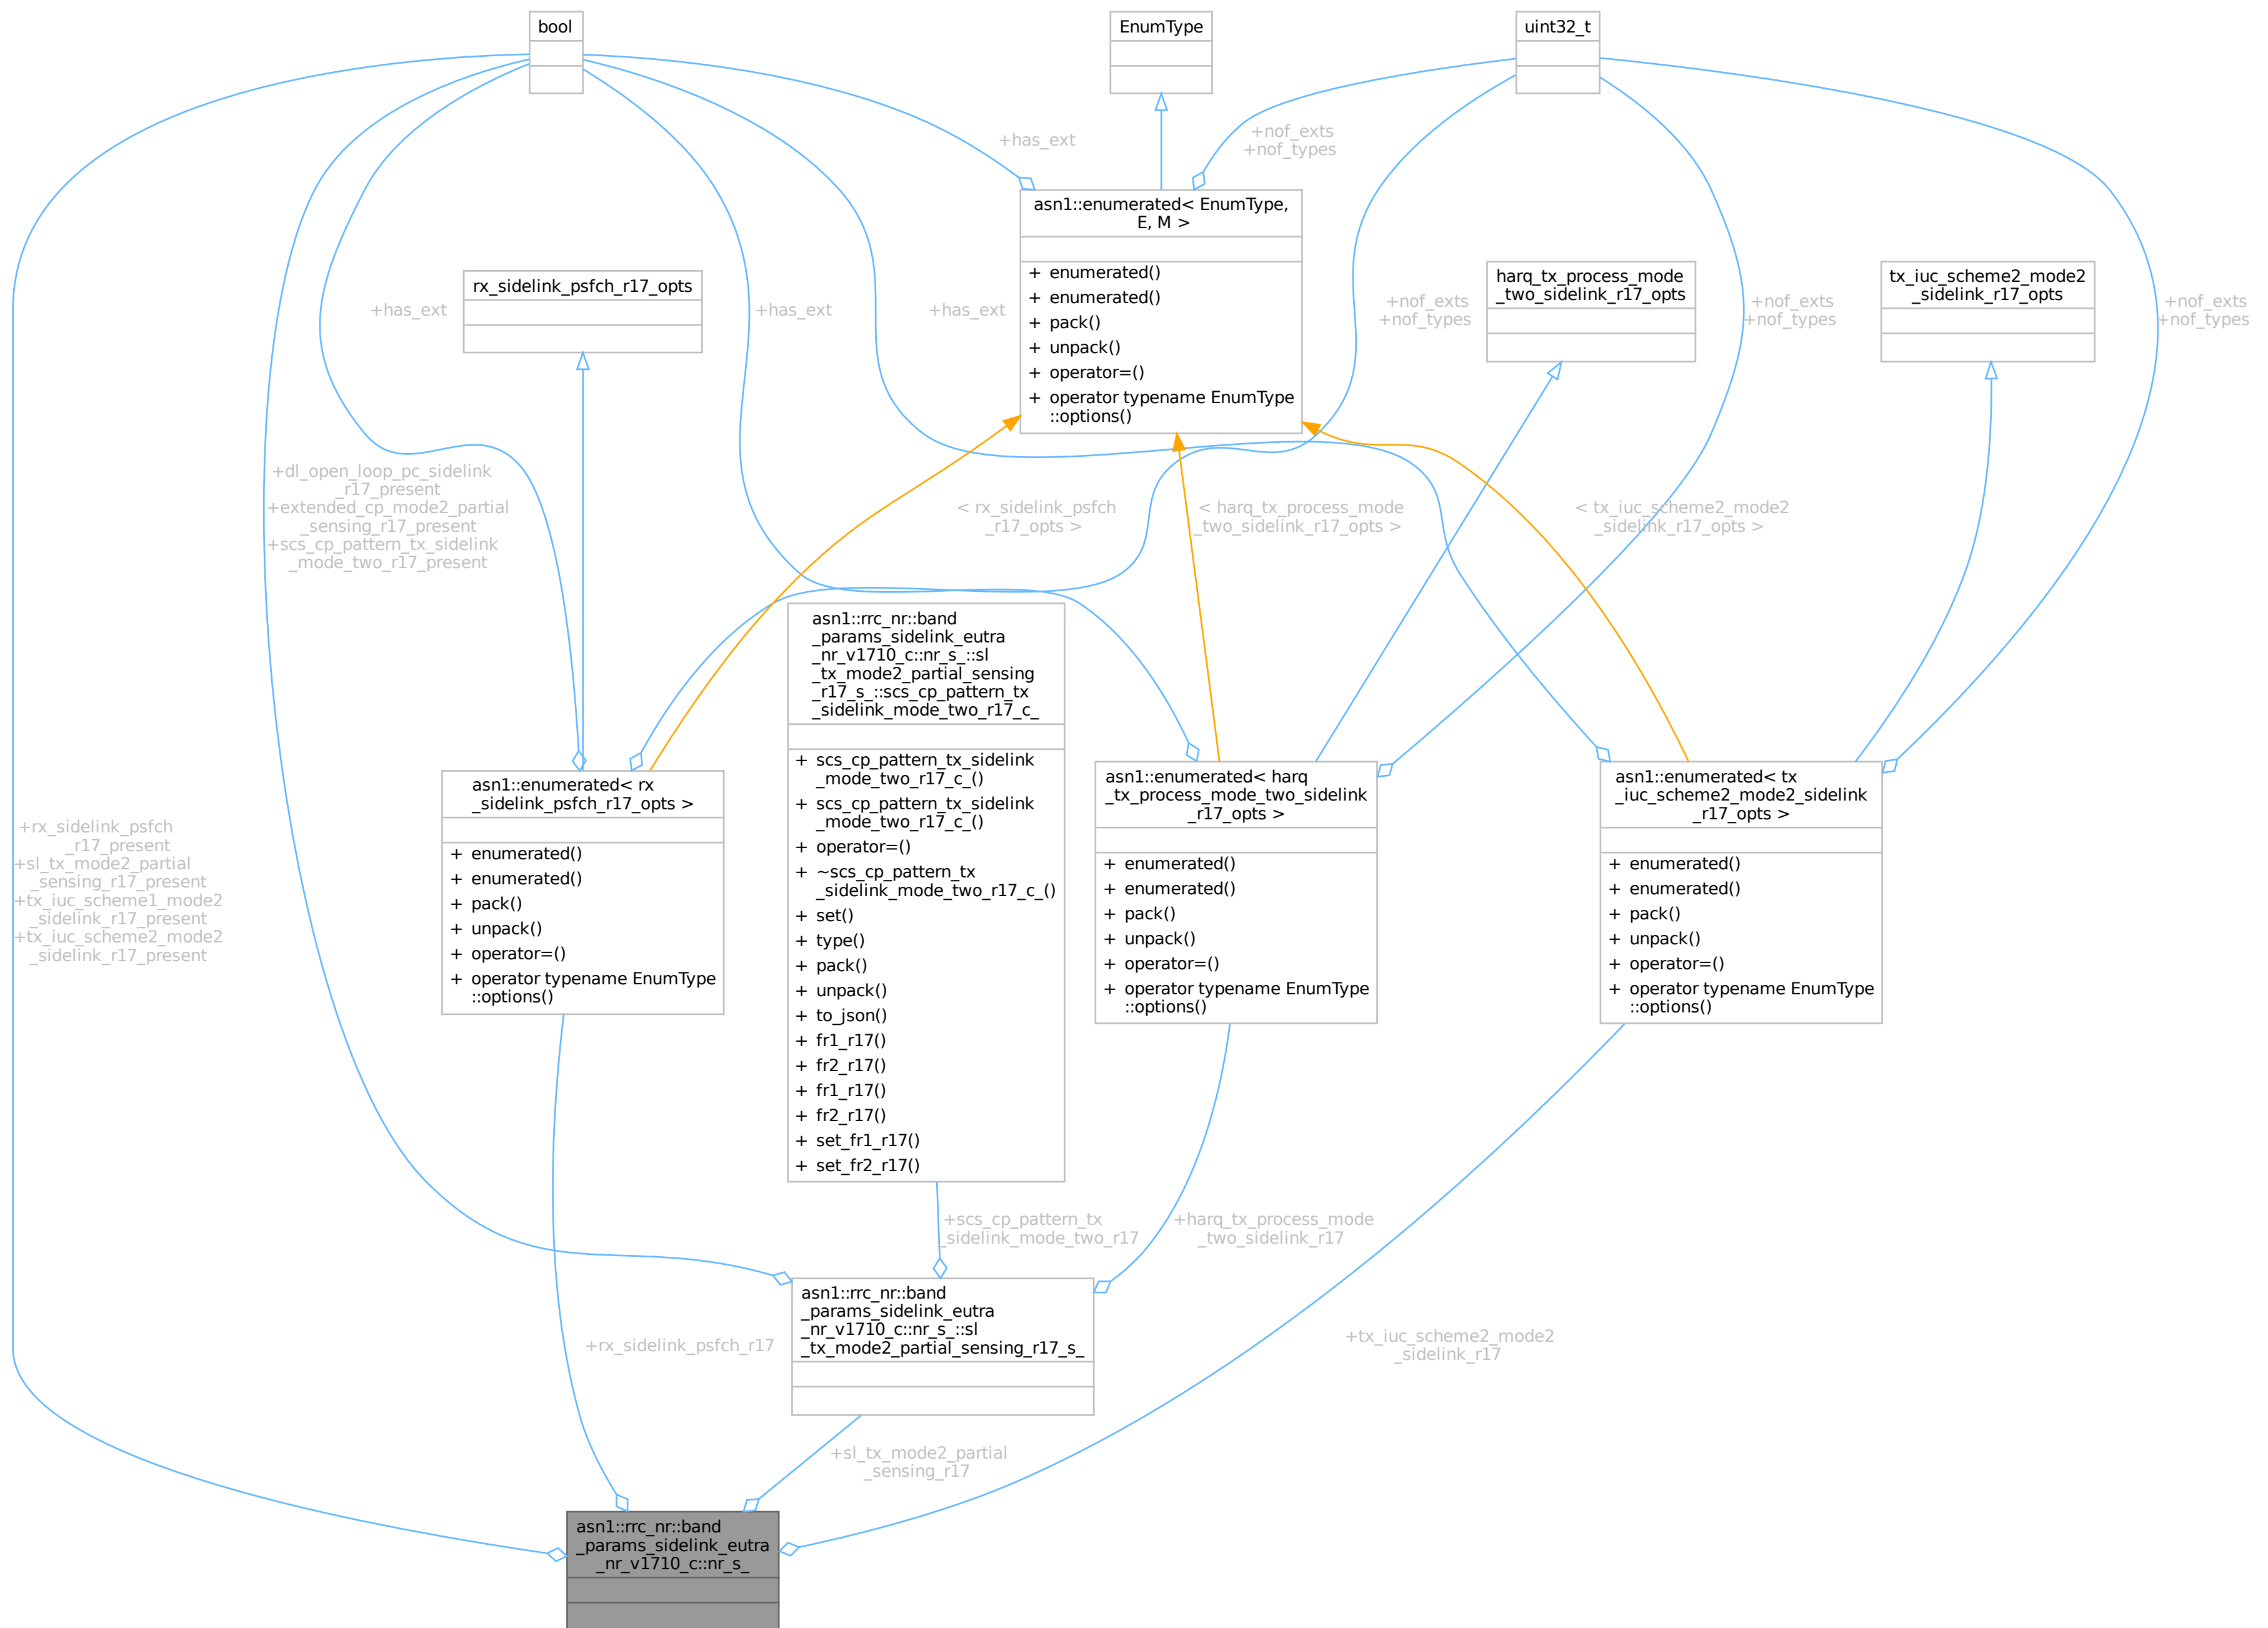 bool
EnumType
uint32_t
+has_ext
+nof_exts
+nof_types
asn1::enumerated< EnumType,
E, M >
+ enumerated()
+ enumerated()
+ pack()
+ unpack()
+ operator=()
+ operator typename EnumType
::options()
rx_sidelink_psfch_r17_opts
harq_tx_process_mode
_two_sidelink_r17_opts
tx_iuc_scheme2_mode2
_sidelink_r17_opts
+has_ext
+has_ext
+has_ext
+nof_exts
+nof_types
+nof_exts
+nof_types
+nof_exts
+nof_types
+dl_open_loop_pc_sidelink
_r17_present
+extended_cp_mode2_partial
_sensing_r17_present
+scs_cp_pattern_tx_sidelink
_mode_two_r17_present
< rx_sidelink_psfch
_r17_opts >
< harq_tx_process_mode
_two_sidelink_r17_opts >
< tx_iuc_scheme2_mode2
_sidelink_r17_opts >
+rx_sidelink_psfch
_r17_present
+sl_tx_mode2_partial
_sensing_r17_present
+tx_iuc_scheme1_mode2
_sidelink_r17_present
+tx_iuc_scheme2_mode2
_sidelink_r17_present
asn1::enumerated< rx
_sidelink_psfch_r17_opts >
+ enumerated()
+ enumerated()
+ pack()
+ unpack()
+ operator=()
+ operator typename EnumType
::options()
asn1::rrc_nr::band
_params_sidelink_eutra
_nr_v1710_c::nr_s_::sl
_tx_mode2_partial_sensing
_r17_s_::scs_cp_pattern_tx
_sidelink_mode_two_r17_c_
+ scs_cp_pattern_tx_sidelink
_mode_two_r17_c_()
+ scs_cp_pattern_tx_sidelink
_mode_two_r17_c_()
+ operator=()
+ ~scs_cp_pattern_tx
_sidelink_mode_two_r17_c_()
+ set()
+ type()
+ pack()
+ unpack()
+ to_json()
+ fr1_r17()
+ fr2_r17()
+ fr1_r17()
+ fr2_r17()
+ set_fr1_r17()
+ set_fr2_r17()
asn1::enumerated< harq
_tx_process_mode_two_sidelink
_r17_opts >
+ enumerated()
+ enumerated()
+ pack()
+ unpack()
+ operator=()
+ operator typename EnumType
::options()
asn1::enumerated< tx
_iuc_scheme2_mode2_sidelink
_r17_opts >
+ enumerated()
+ enumerated()
+ pack()
+ unpack()
+ operator=()
+ operator typename EnumType
::options()
+scs_cp_pattern_tx
_sidelink_mode_two_r17
+harq_tx_process_mode
_two_sidelink_r17
asn1::rrc_nr::band
_params_sidelink_eutra
_nr_v1710_c::nr_s_::sl
_tx_mode2_partial_sensing_r17_s_
+rx_sidelink_psfch_r17
+tx_iuc_scheme2_mode2
_sidelink_r17
+sl_tx_mode2_partial
_sensing_r17
asn1::rrc_nr::band
_params_sidelink_eutra
_nr_v1710_c::nr_s_